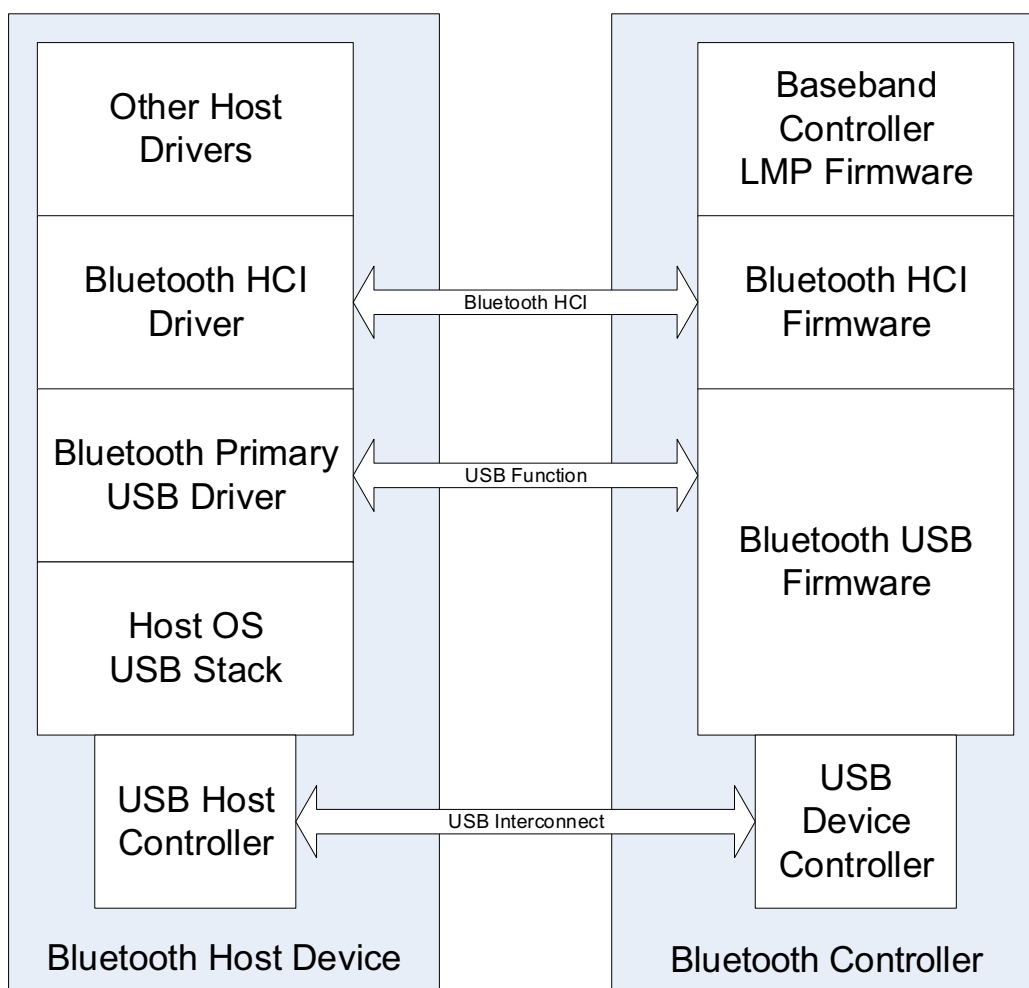 Other Host
Drivers
Bluetooth HCI
Driver
Bluetooth Primary
USB Driver
Host OS
USB Stack
USB Host
Controller
Bluetooth Host Device
Bluetooth HCI
USB Function
USB Interconnect
Baseband
Controller
LMP Firmware
Bluetooth HCI
Firmware
Bluetooth USB
Firmware
USB
Device
Controller
Bluetooth Controller